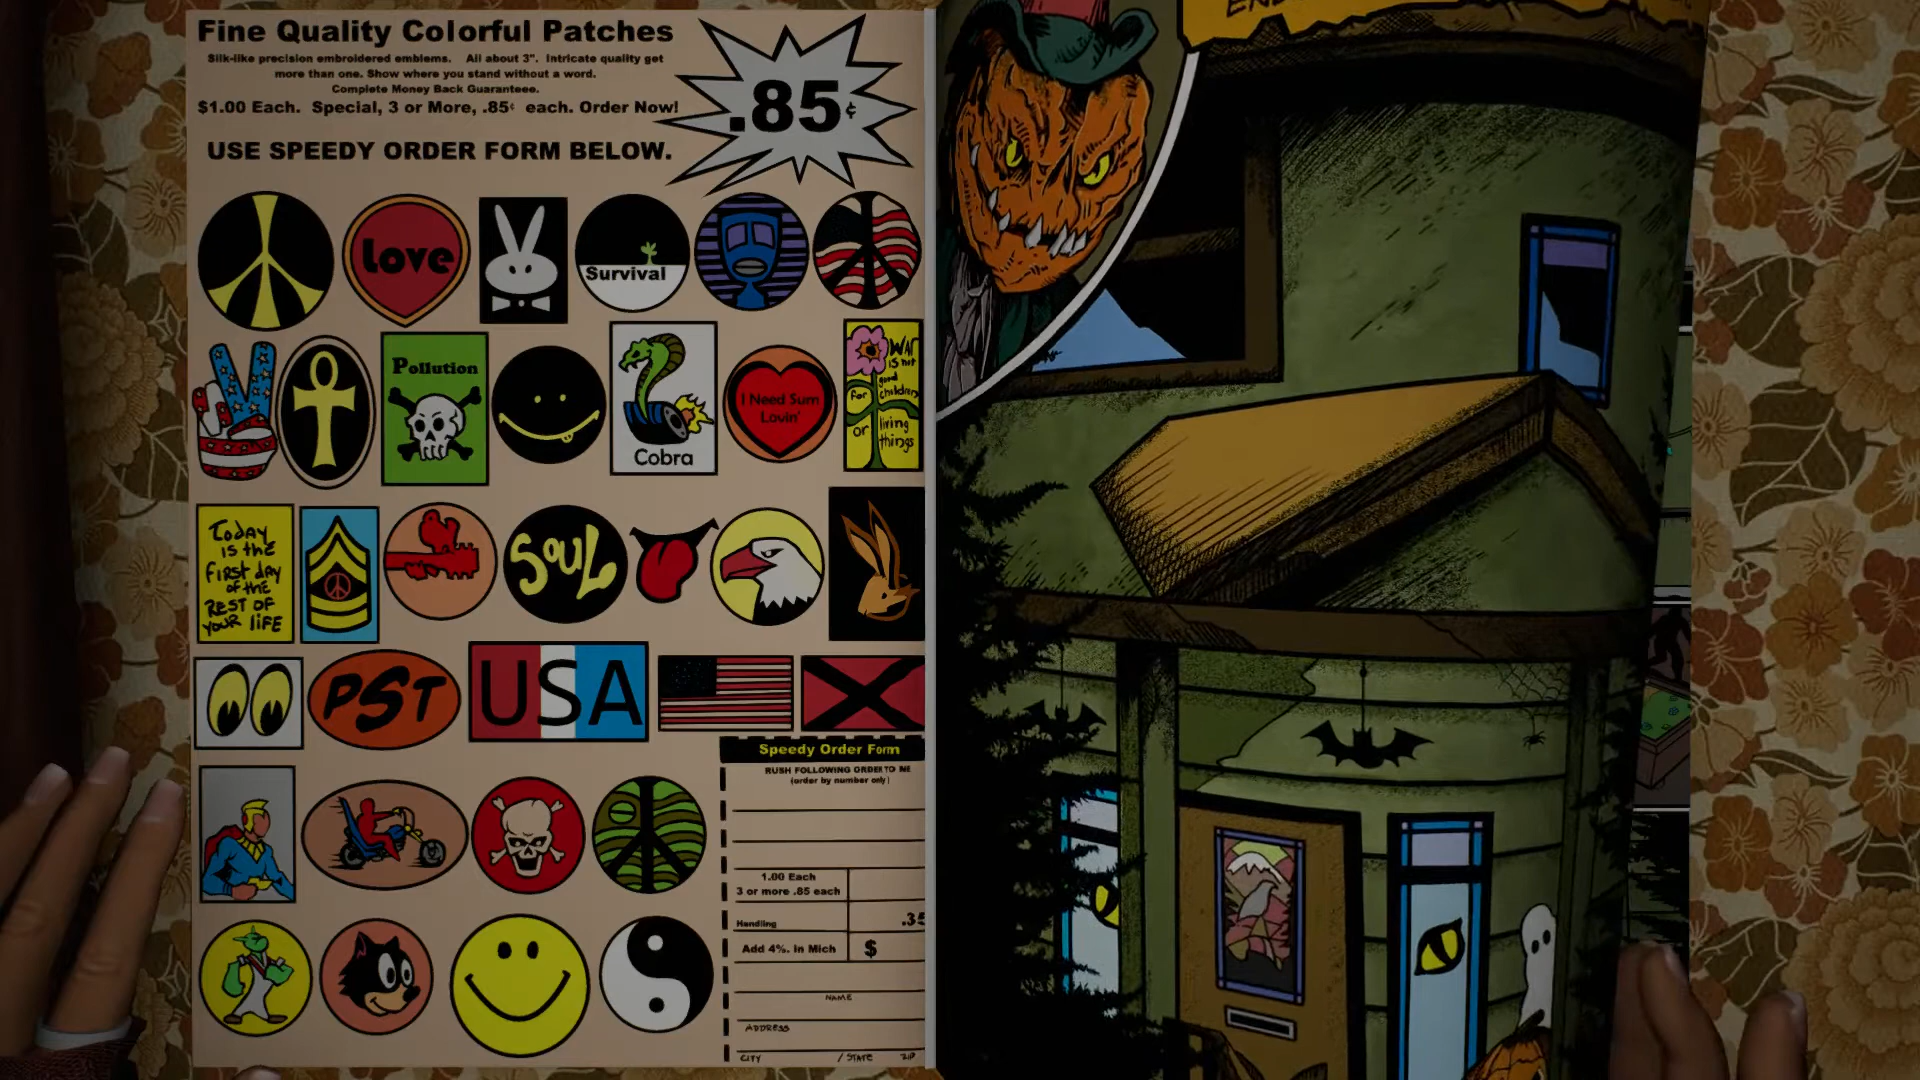 Fine Quality Colorful Patches
Silk-like precision embroidered emblems. All about 3". Intricate quality get
more than one. Show where you stand without a word.
Complete Money Back Guaranteee.
$1.00 Each. Special, 3 or More, .85¢ each. Order Now!
.85¢
USE SPEEDY ORDER FORM BELOW.
Love
Survival
Pollution
Cobra
I Need Sum
Lovin'
WAR
is not
good
for children
or living
things
Today
is the
first day
of the
REST OF
YOUR liFE
SOUL
PST
USA
Speedy Order Form
RUSH FOLLOWING ORDER TO ME
(order by number only)
1.00 Each
3 or more .85 each
Handling .35
Add 4%. In Mich $
NAME
ADDRESS
CITY / STATE ZIP